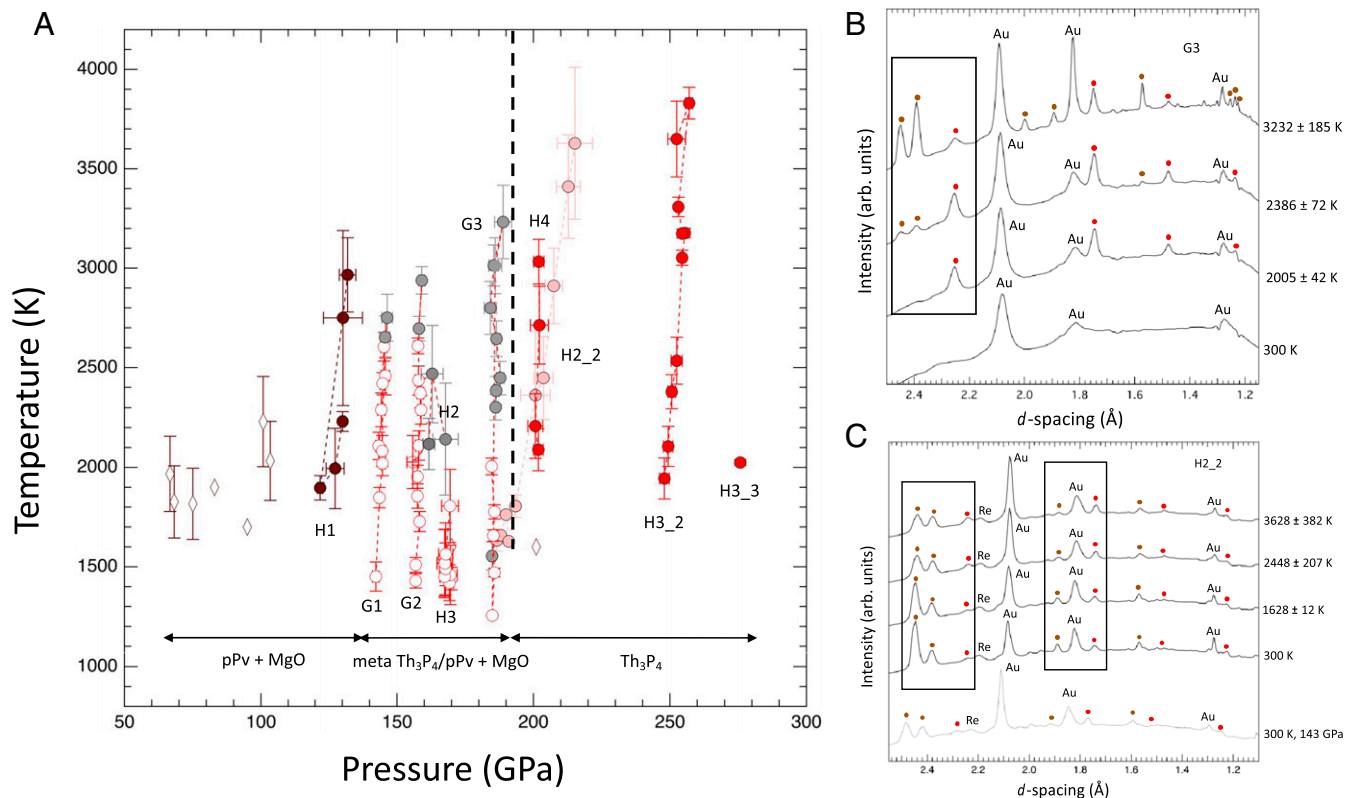 A
Temperature (K)
4000
3500
3000
2500
2000
1500
1000
50
100
150
200
250
300
Pressure (GPa)
G3
H4
H2_2
H2
H1
G1
G2
H3
H3_2
H3_3
pPv + MgO
meta Th₃P₄/pPv + MgO
Th₃P₄
B
Intensity (arb. units)
G3
Au
Au
Au
3232 ± 185 K
Au
Au
Au
2386 ± 72 K
Au
Au
Au
2005 ± 42 K
Au
Au
Au
300 K
2.4
2.2
2.0
1.8
1.6
1.4
1.2
d-spacing (Å)
C
Intensity (arb. units)
H2_2
Au
Au
Au
Re
3628 ± 382 K
Au
Au
Au
Re
2448 ± 207 K
Au
Au
Au
Re
1628 ± 12 K
Au
Au
Au
Re
300 K
Au
Au
Au
Re
300 K, 143 GPa
2.4
2.2
2.0
1.8
1.6
1.4
1.2
d-spacing (Å)